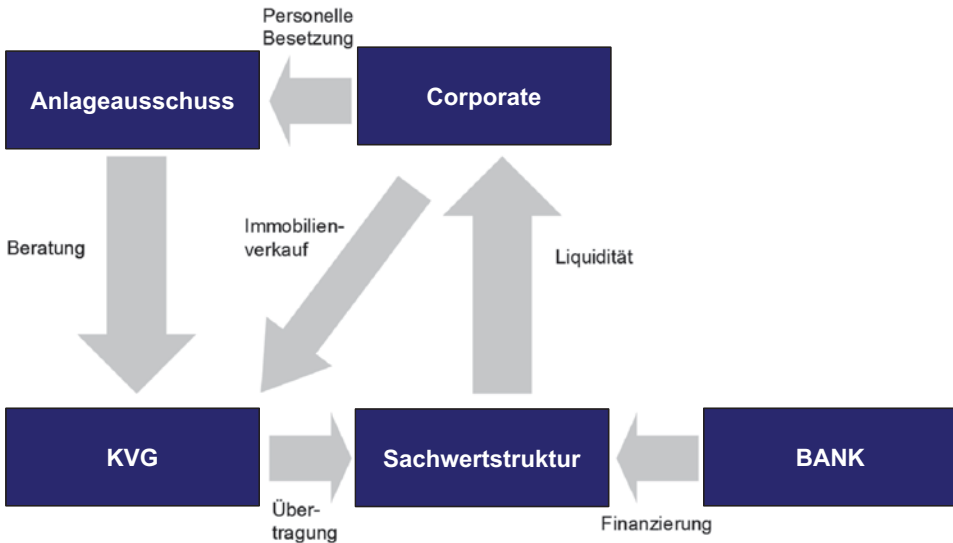 Personelle
Besetzung
Anlageausschuss
Corporate
Beratung
Immobilien-
verkauf
Liquidität
KVG
Sachwertstruktur
BANK
Über-
tragung
Finanzierung